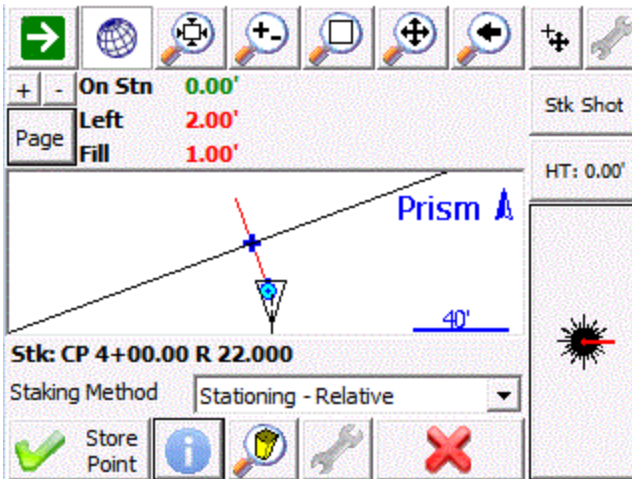 + - On Stn 0.00'
Page
Left 2.00'
Fill 1.00'
Stk Shot
HT: 0.00'
Prism
40'
Stk: CP 4+00.00 R 22.000
Staking Method Stationing - Relative
Store
Point